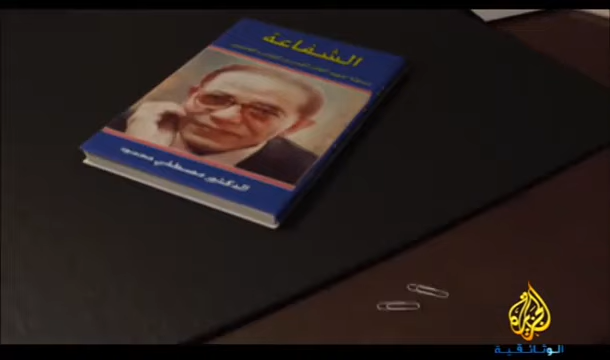 الشفاعة
الدكتور مصطفى محمود
الجزيرة
الوثائقية